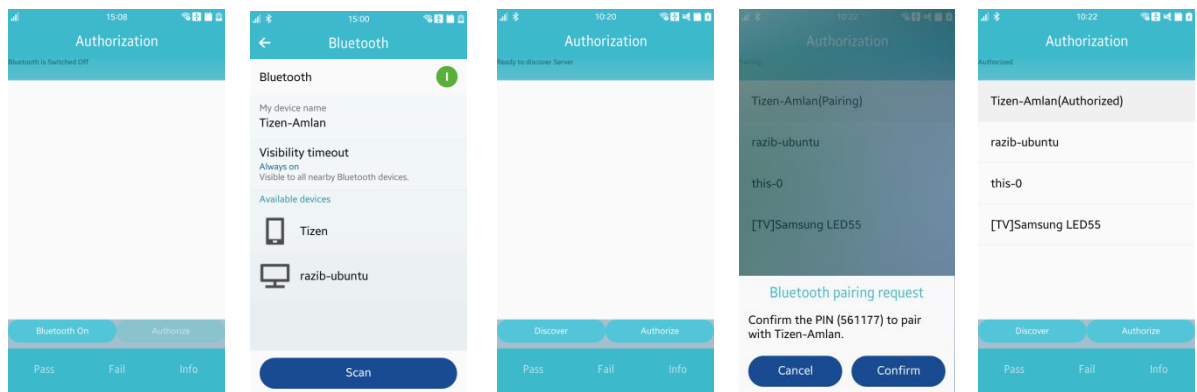 15:08
Authorization
Bluetooth is Switched Off
Bluetooth On
Authorize
Pass
Fail
Info
15:00
Bluetooth
Bluetooth
My device name
Tizen-Amlan
Visibility timeout
Always on
Visible to all nearby Bluetooth devices.
Available devices
Tizen
razib-ubuntu
Scan
10:20
Authorization
Ready to discover Server
Discover
Authorize
Pass
Fail
Info
10:22
Authorization
Tizen-Amlan(Pairing)
razib-ubuntu
this-0
[TV]Samsung LED55
Bluetooth pairing request
Confirm the PIN (561177) to pair
with Tizen-Amlan.
Cancel
Confirm
10:22
Authorization
Authorized
Tizen-Amlan(Authorized)
razib-ubuntu
this-0
[TV]Samsung LED55
Discover
Authorize
Pass
Fail
Info